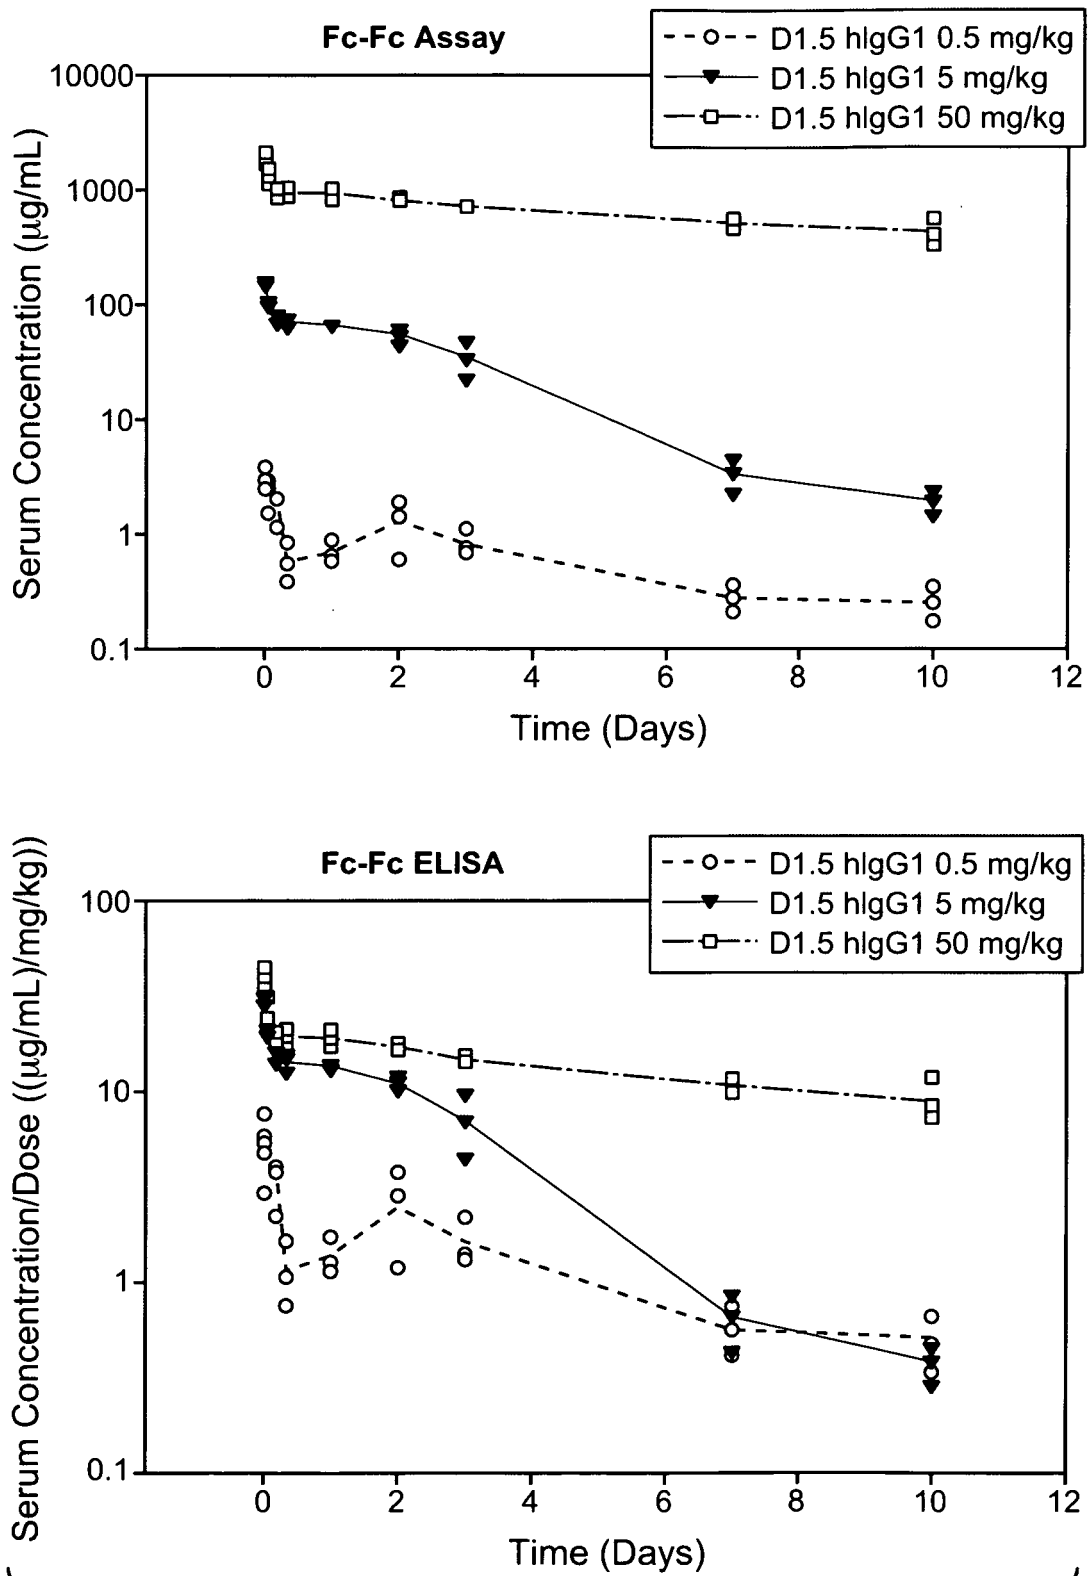 Fc-Fc Assay
D1.5 hIgG1 0.5 mg/kg
D1.5 hIgG1 5 mg/kg
D1.5 hIgG1 50 mg/kg
Serum Concentration (μg/mL)
10000
1000
100
10
1
0.1
0 2 4 6 8 10 12
Time (Days)
Fc-Fc ELISA
D1.5 hIgG1 0.5 mg/kg
D1.5 hIgG1 5 mg/kg
D1.5 hIgG1 50 mg/kg
Serum Concentration/Dose ((μg/mL)/mg/kg))
100
10
1
0.1
0 2 4 6 8 10 12
Time (Days)